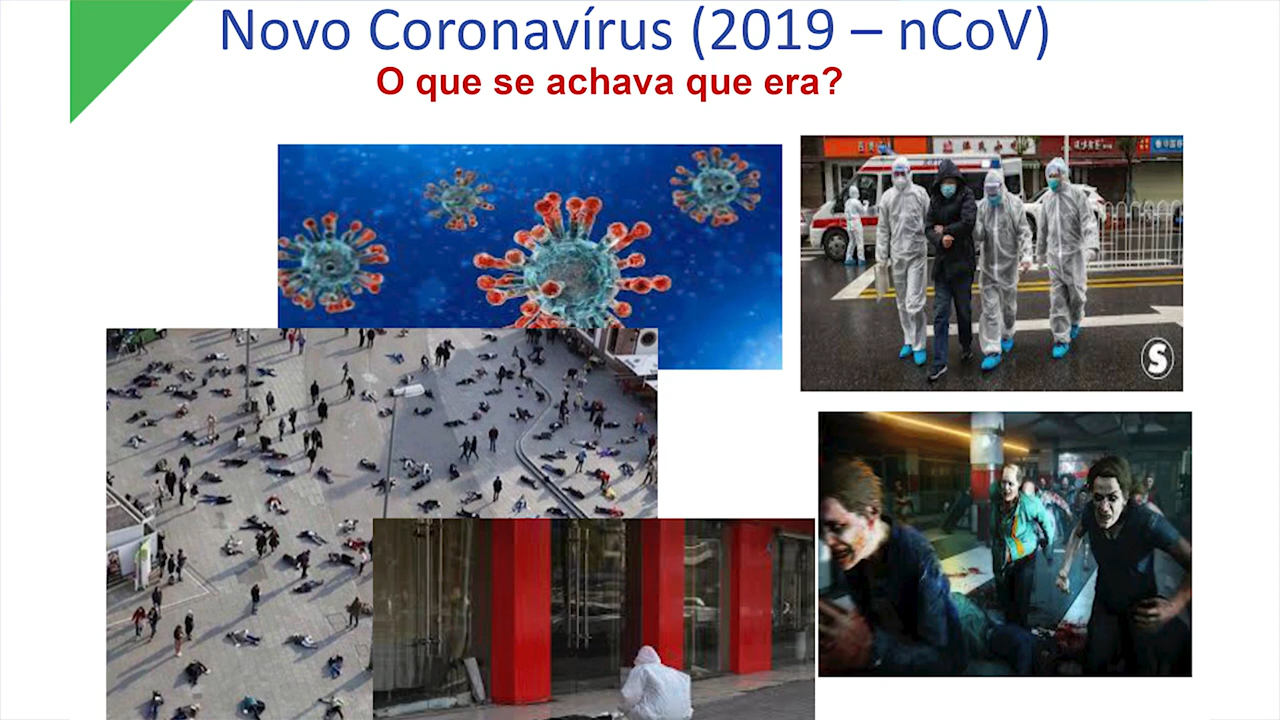 Novo Coronavírus (2019 – nCoV)
O que se achava que era?
S